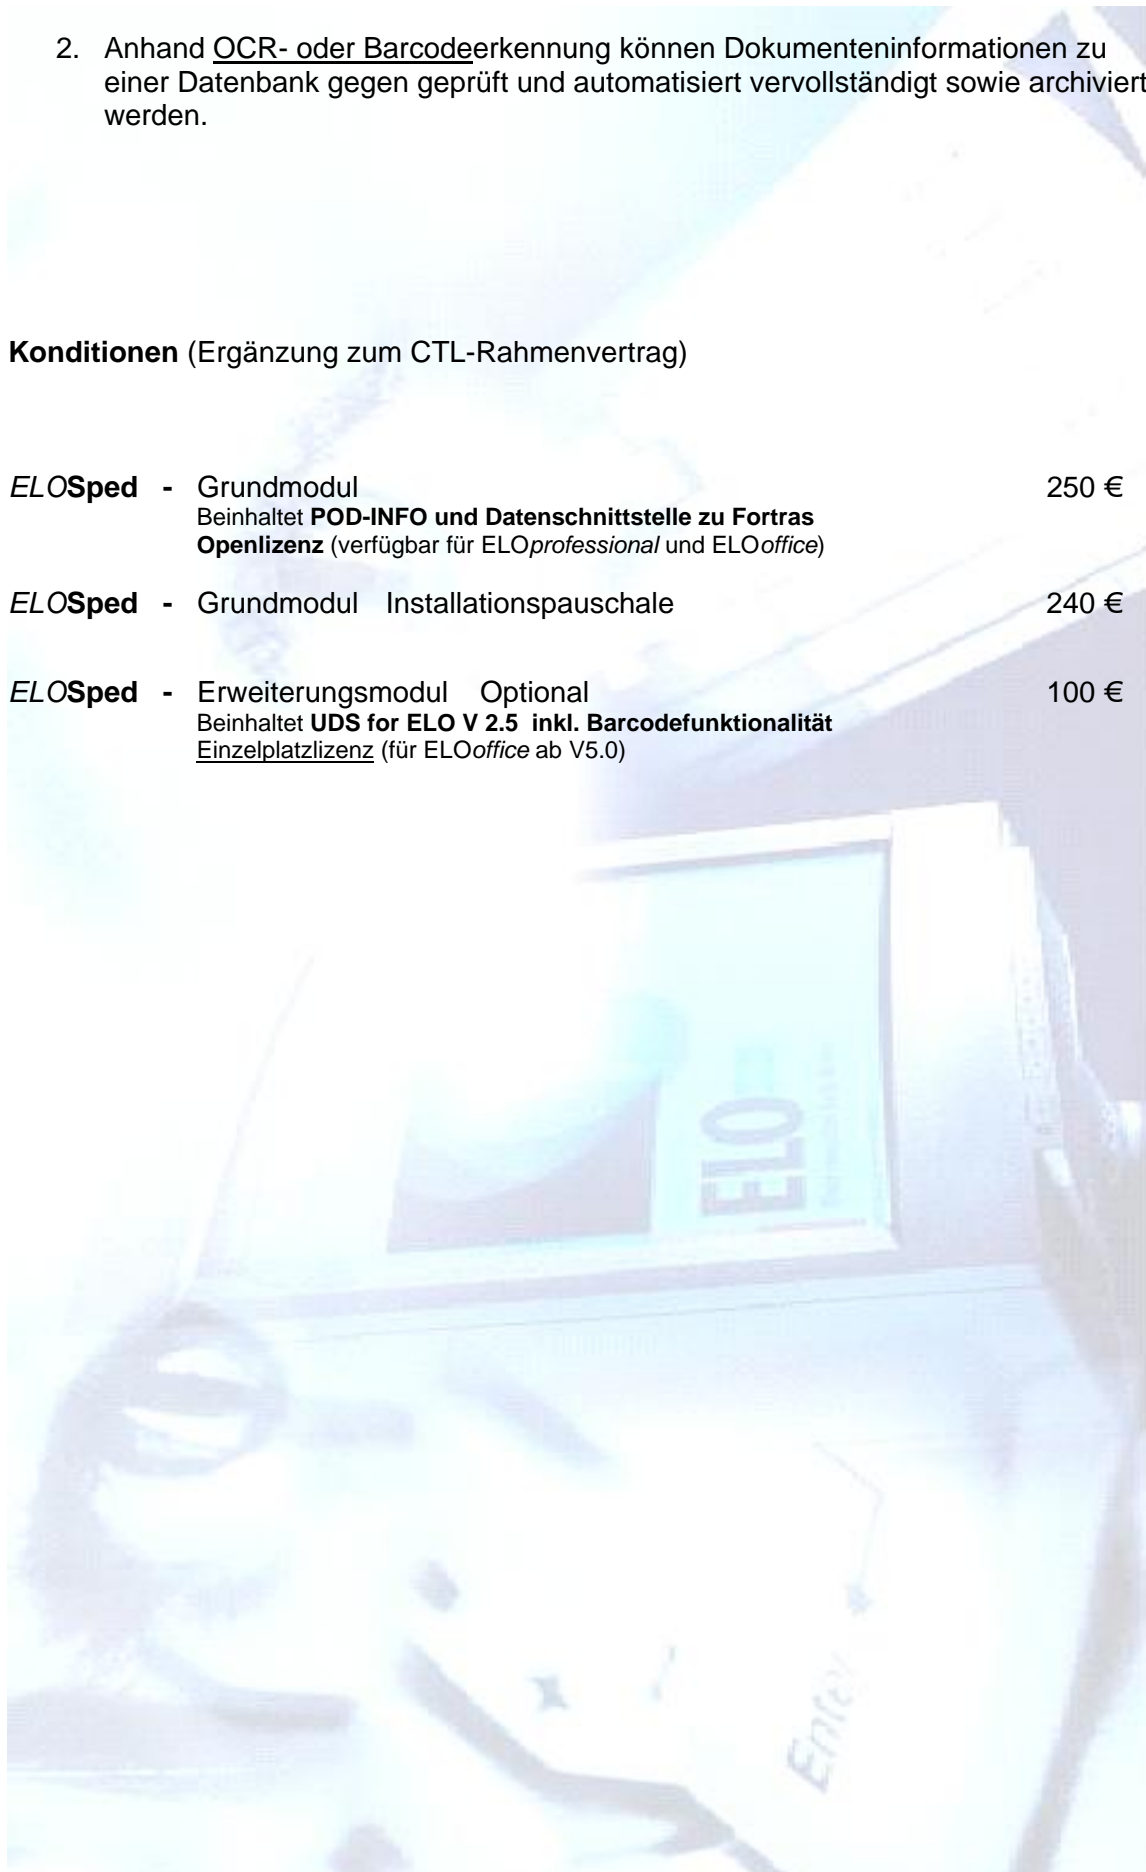 2. Anhand OCR- oder Barcodeerkennung können Dokumenteninformationen zu
einer Datenbank gegen geprüft und automatisiert vervollständigt sowie archiviert
werden.
Konditionen (Ergänzung zum CTL-Rahmenvertrag)
ELOSped - Grundmodul 250 €
Beinhaltet POD-INFO und Datenschnittstelle zu Fortras
Openlizenz (verfügbar für ELOprofessional und ELOoffice)
ELOSped - Grundmodul Installationspauschale 240 €
ELOSped - Erweiterungsmodul Optional 100 €
Beinhaltet UDS for ELO V 2.5 inkl. Barcodefunktionalität
Einzelplatzlizenz (für ELOoffice ab V5.0)
ELO
Enter